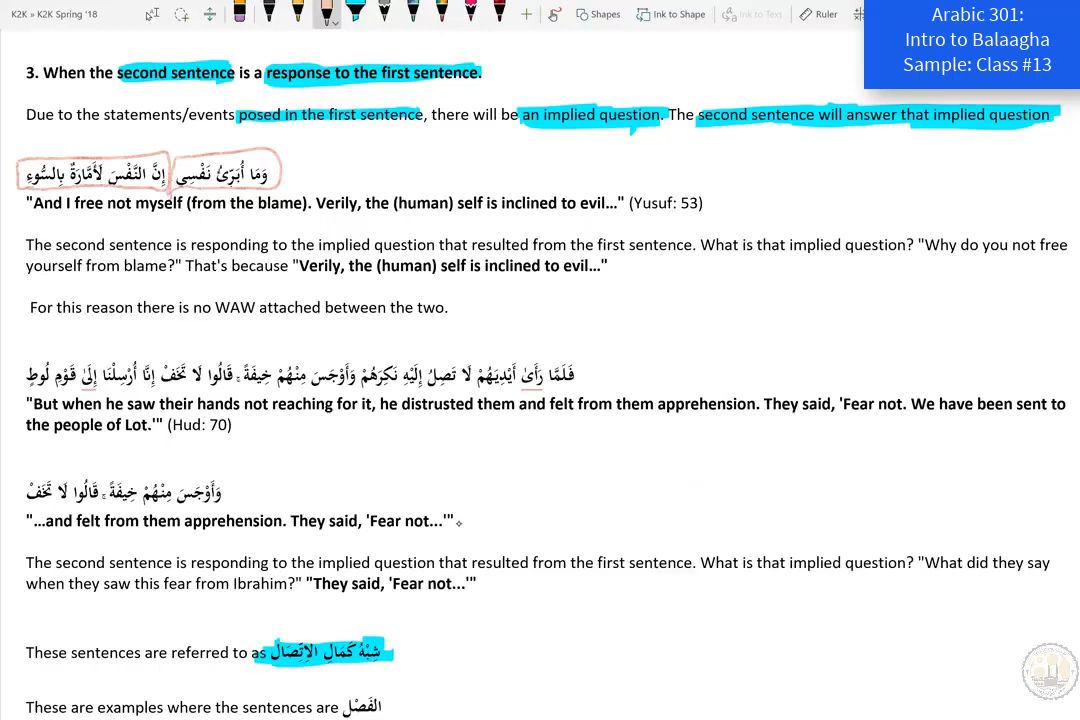 K2K » K2K Spring '18
Shapes
Ink to Shape
Ink to Text
Ruler
Arabic 301:
Intro to Balaagha
Sample: Class #13
3. When the second sentence is a response to the first sentence.
Due to the statements/events posed in the first sentence, there will be an implied question. The second sentence will answer that implied question
وَمَا أُبَرِّئُ نَفْسِي إِنَّ النَّفْسَ لَأَمَّارَةٌ بِالسُّوءِ
"And I free not myself (from the blame). Verily, the (human) self is inclined to evil..." (Yusuf: 53)
The second sentence is responding to the implied question that resulted from the first sentence. What is that implied question? "Why do you not free
yourself from blame?" That's because "Verily, the (human) self is inclined to evil..."
For this reason there is no WAW attached between the two.
فَلَمَّا رَأَىٰ أَيْدِيَهُمْ لَا تَصِلُ إِلَيْهِ نَكِرَهُمْ وَأَوْجَسَ مِنْهُمْ خِيفَةً ۚ قَالُوا لَا تَخَفْ إِنَّا أُرْسِلْنَا إِلَىٰ قَوْمِ لُوطٍ
"But when he saw their hands not reaching for it, he distrusted them and felt from them apprehension. They said, 'Fear not. We have been sent to
the people of Lot.'" (Hud: 70)
وَأَوْجَسَ مِنْهُمْ خِيفَةً ۚ قَالُوا لَا تَخَفْ
"...and felt from them apprehension. They said, 'Fear not...'"
The second sentence is responding to the implied question that resulted from the first sentence. What is that implied question? "What did they say
when they saw this fear from Ibrahim?" "They said, 'Fear not...'"
These sentences are referred to as شِبْهُ كَمَالِ الاِتِّصَالُ
These are examples where the sentences are الفَصْل